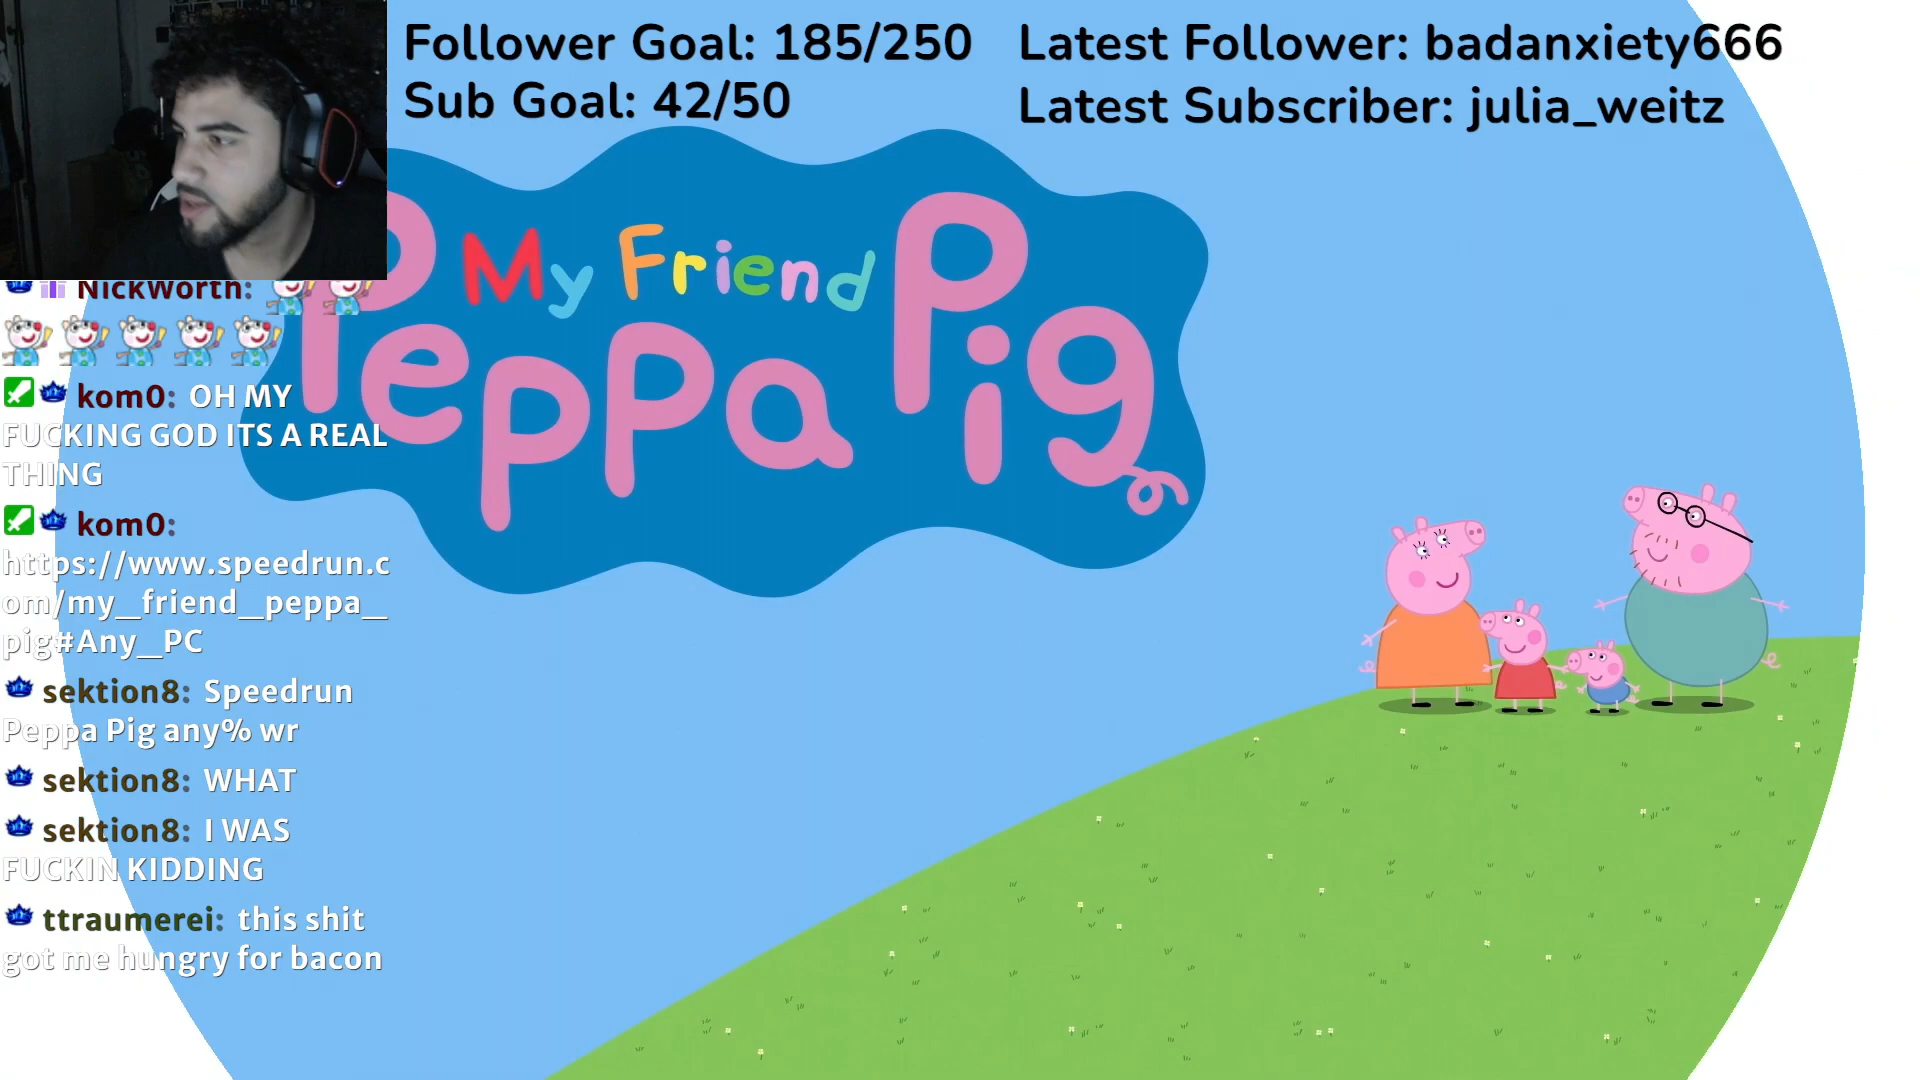 Follower Goal: 185/250
Sub Goal: 42/50
Latest Follower: badanxiety666
Latest Subscriber: julia_weitz
My Friend
Peppa Pig
NickWorth:
kom0: OH MY
FUCKING GOD ITS A REAL
THING
kom0:
https://www.speedrun.c
om/my_friend_peppa_
pig#Any_PC
sektion8: Speedrun
Peppa Pig any% wr
sektion8: WHAT
sektion8: I WAS
FUCKIN KIDDING
ttraumerei: this shit
got me hungry for bacon